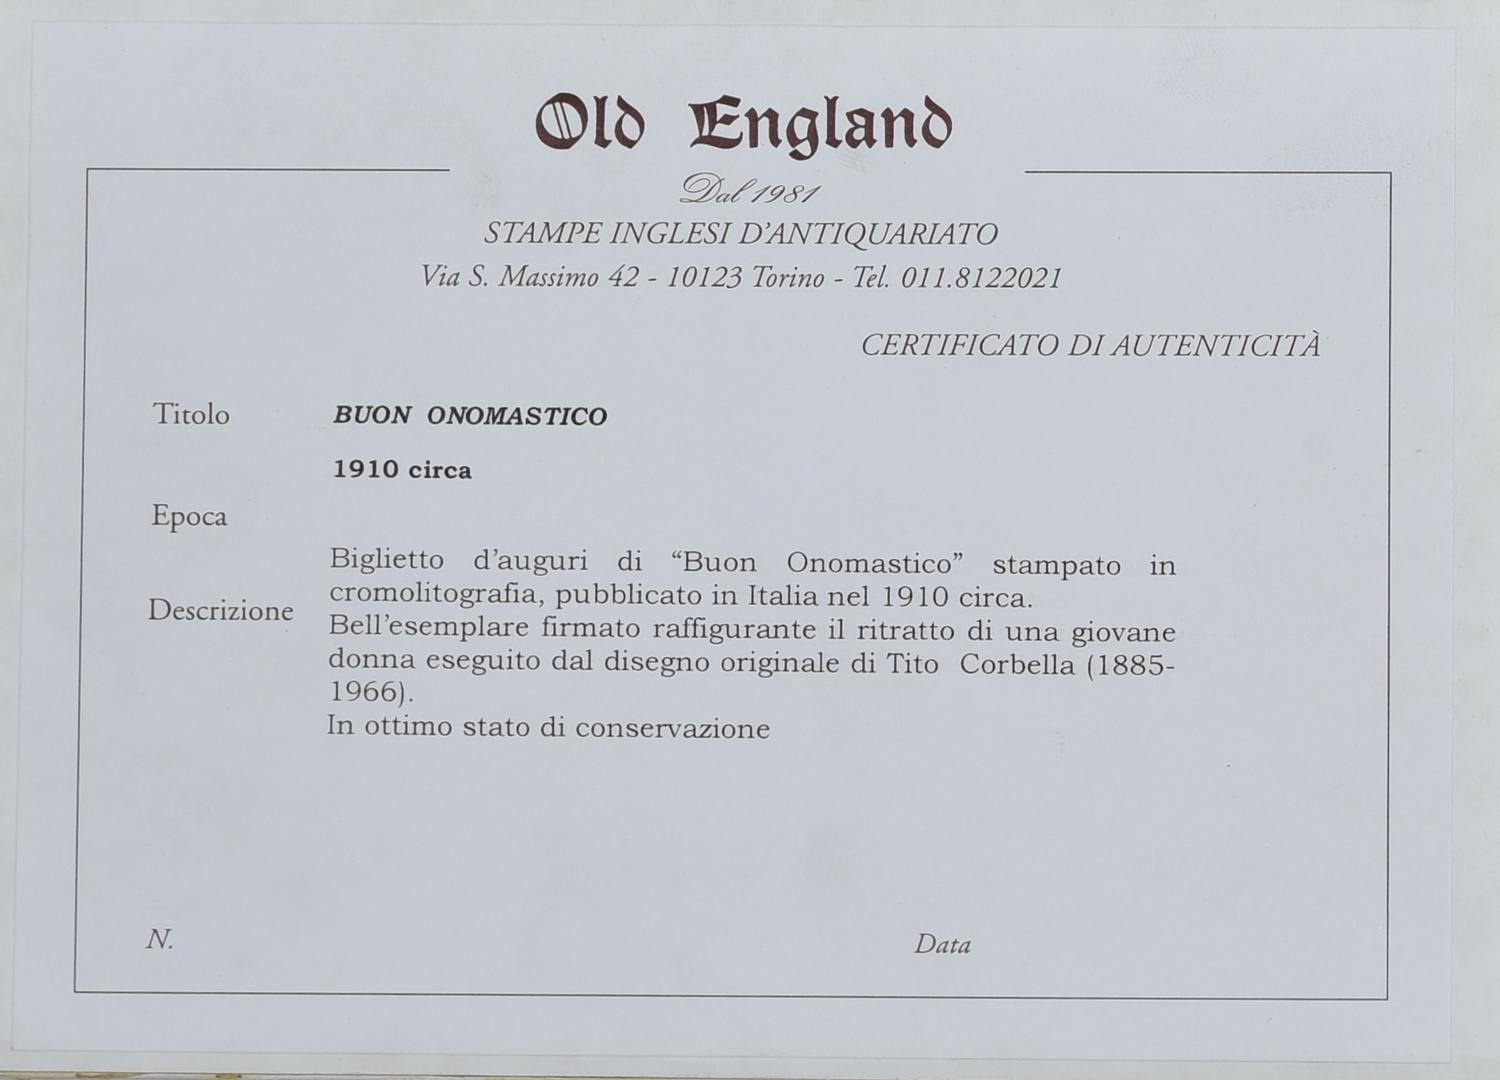 Old England
Dal 1981
STAMPE INGLESI D'ANTIQUARIATO
Via S. Massimo 42 - 10123 Torino - Tel. 011.8122021
CERTIFICATO DI AUTENTICITÀ
Titolo BUON ONOMASTICO
1910 circa
Epoca
Biglietto d’auguri di “Buon Onomastico” stampato in
cromolitografia, pubblicato in Italia nel 1910 circa.
Descrizione
Bell’esemplare firmato raffigurante il ritratto di una giovane
donna eseguito dal disegno originale di Tito Corbella (1885-
1966).
In ottimo stato di conservazione
N. Data